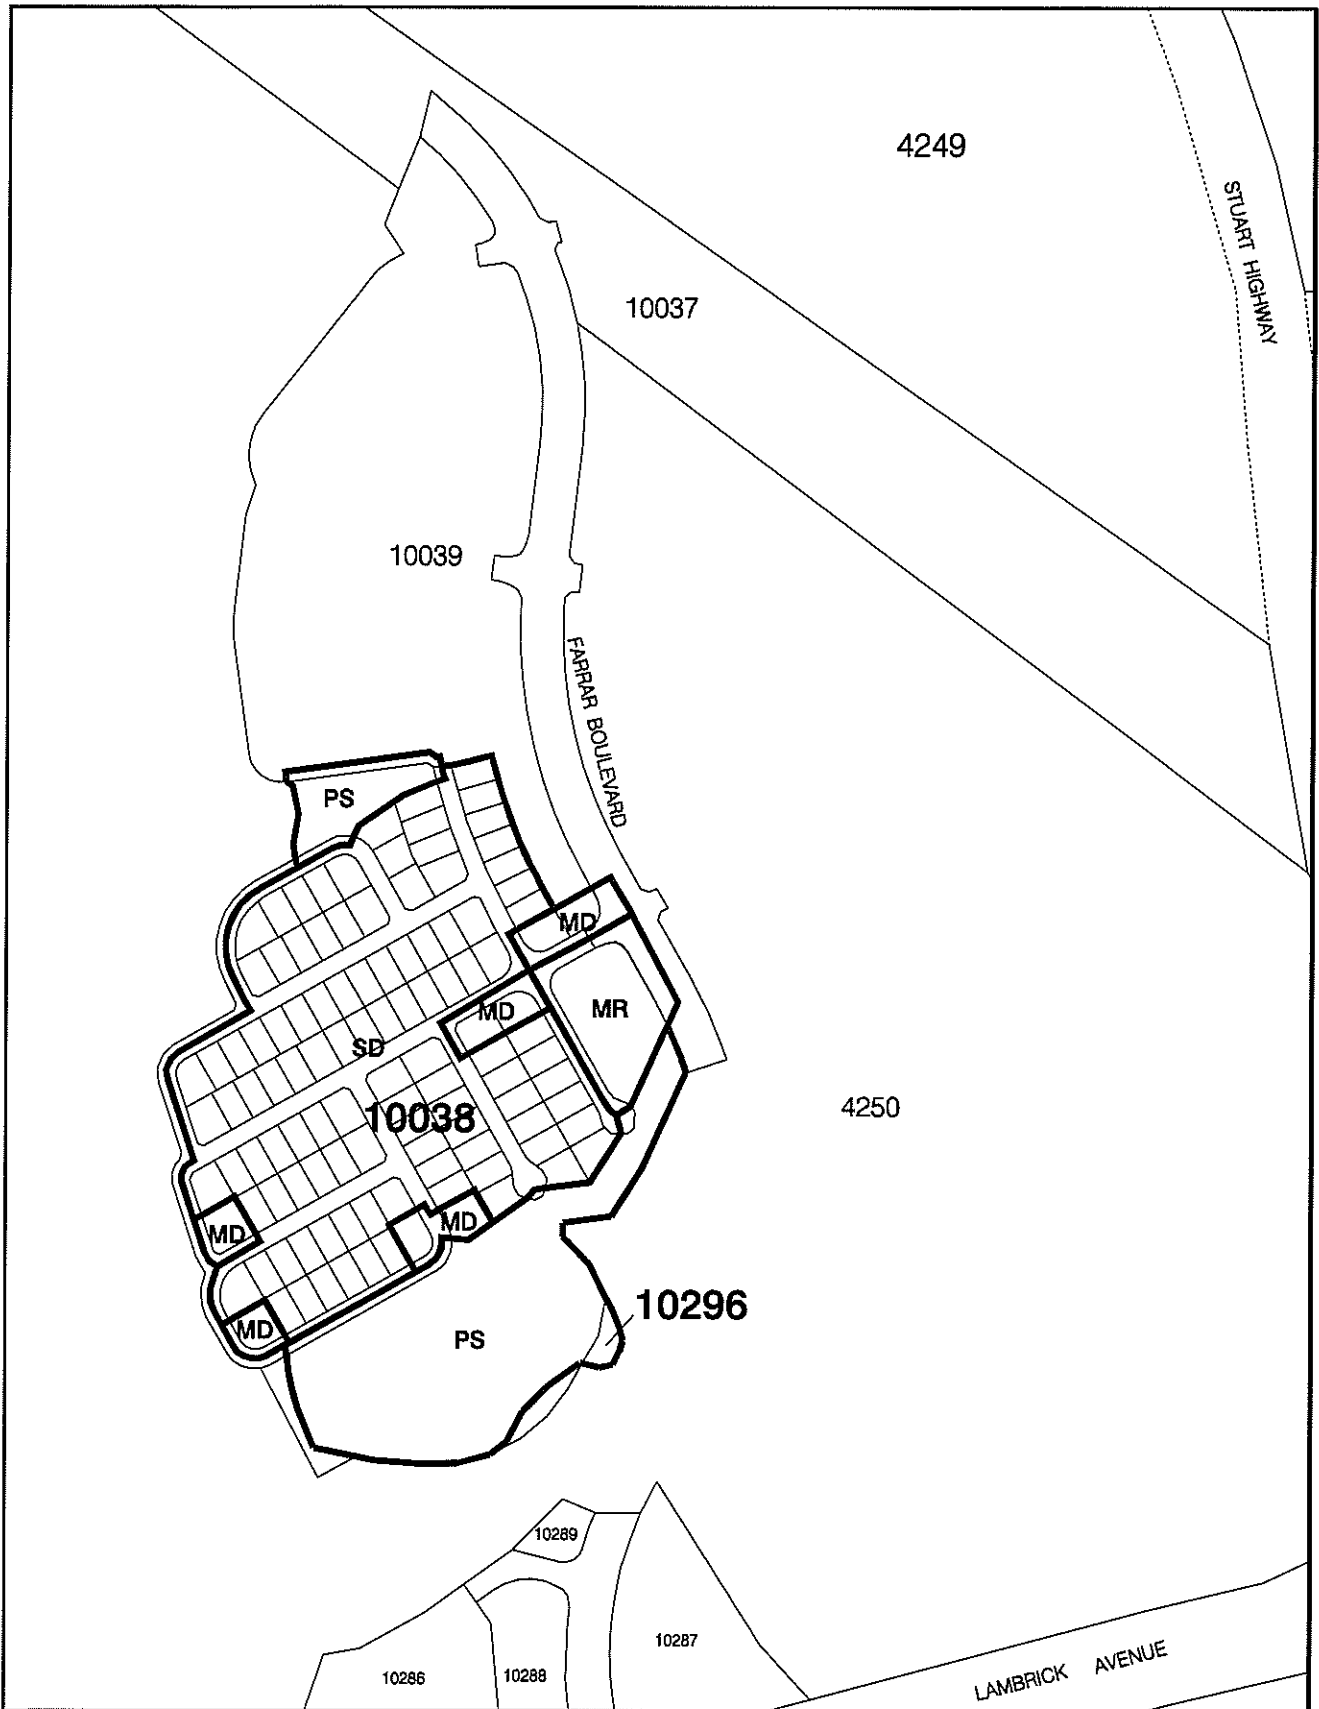 4249
STUART HIGHWAY
10037
10039
FARRAR BOULEVARD
PS
MD
MR
MD
SD
10038
4250
MD
MD
10296
MD
PS
10289
10287
10286
10288
LAMBRICK AVENUE